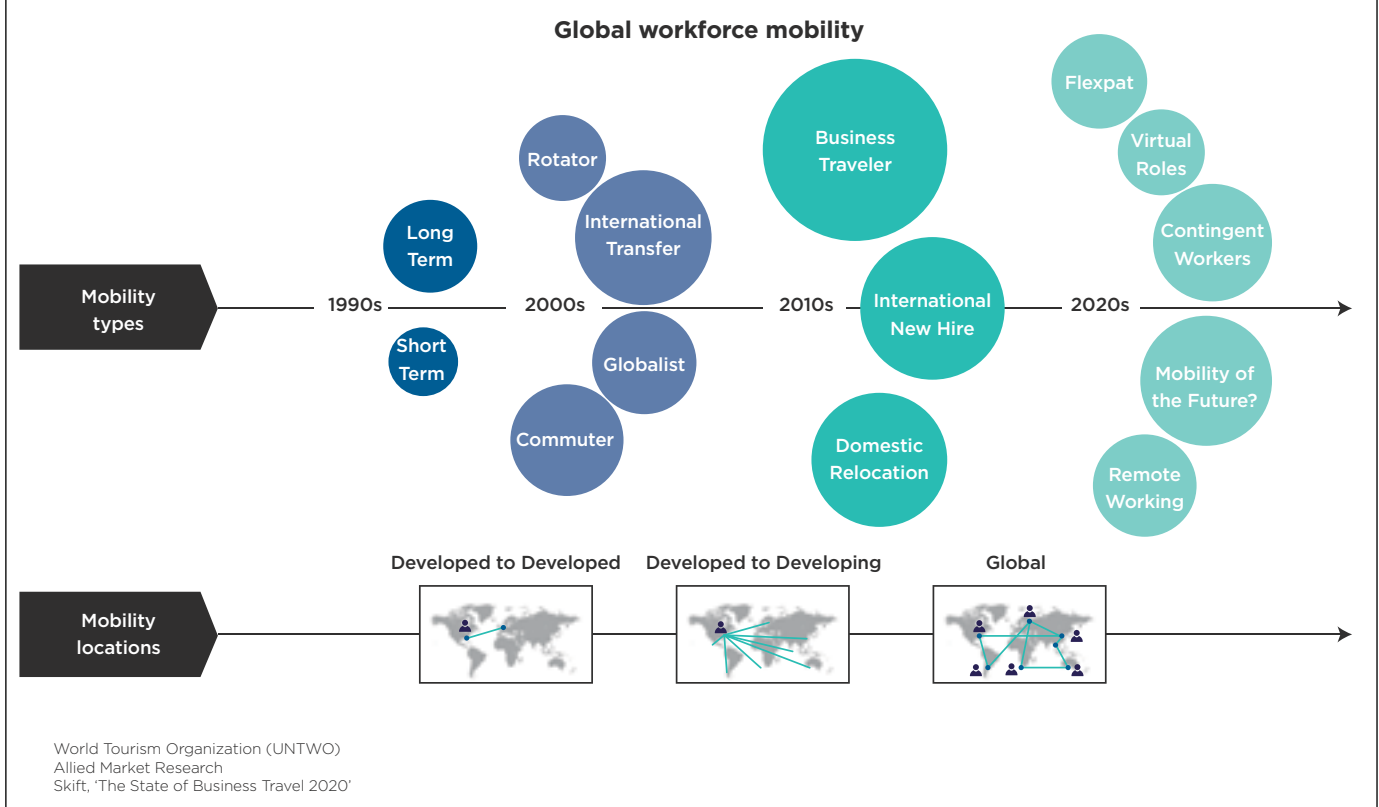 Global workforce mobility
Mobility
types
1990s
Long
Term
Short
Term
2000s
Rotator
International
Transfer
Globalist
Commuter
2010s
Business
Traveler
International
New Hire
Domestic
Relocation
2020s
Flexpat
Virtual
Roles
Contingent
Workers
Mobility of
the Future?
Remote
Working
Mobility
locations
Developed to Developed
Developed to Developing
Global
World Tourism Organization (UNTWO)
Allied Market Research
Skift, ‘The State of Business Travel 2020’